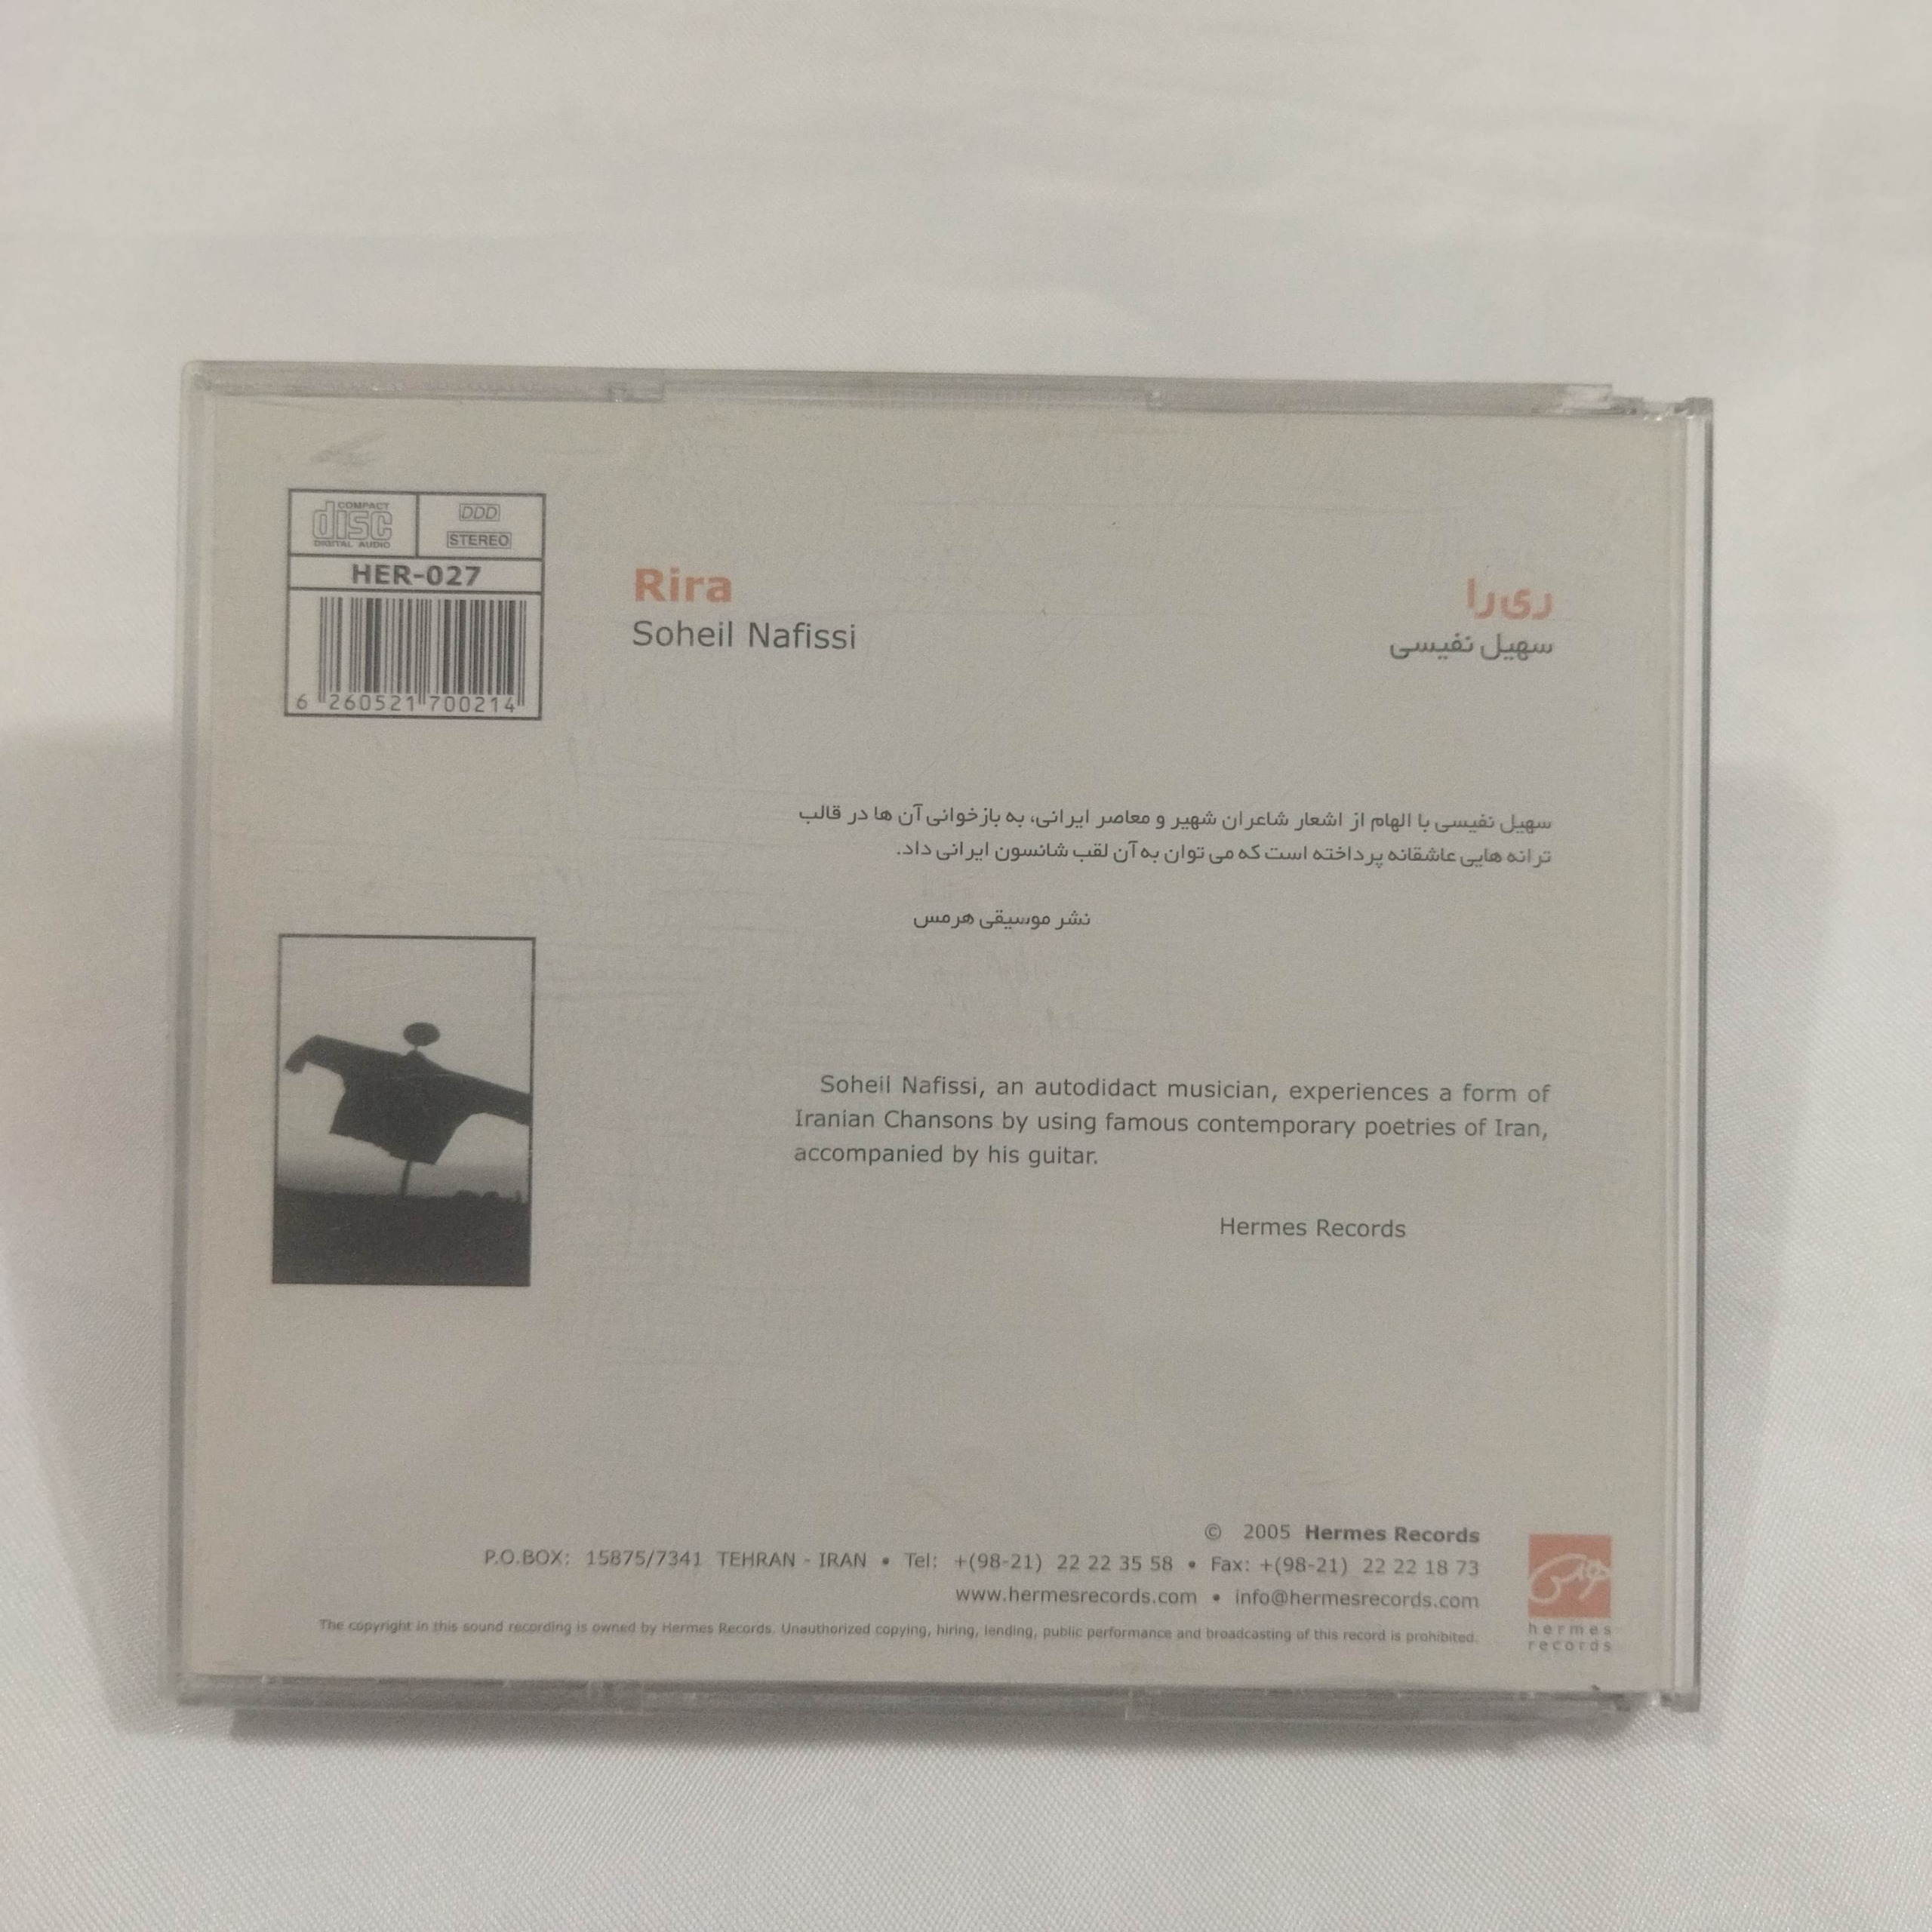 COMPACT
disc
DIGITAL AUDIO
DDD
STEREO
HER-027
6 260521 700214
Rira
Soheil Nafissi
ری‌را
سهیل نفیسی
سهیل نفیسی با الهام از اشعار شاعران شهیر و معاصر ایرانی، به بازخوانی آن ها در قالب
ترانه هایی عاشقانه پرداخته است که می توان به آن لقب شانسون ایرانی داد.
نشر موسیقی هرمس
Soheil Nafissi, an autodidact musician, experiences a form of
Iranian Chansons by using famous contemporary poetries of Iran,
accompanied by his guitar.
Hermes Records
© 2005 Hermes Records
P.O.BOX: 15875/7341 TEHRAN - IRAN • Tel: +(98-21) 22 22 35 58 • Fax: +(98-21) 22 22 18 73
www.hermesrecords.com • info@hermesrecords.com
The copyright in this sound recording is owned by Hermes Records. Unauthorized copying, hiring, lending, public performance and broadcasting of this record is prohibited.
هرمس
hermes
records